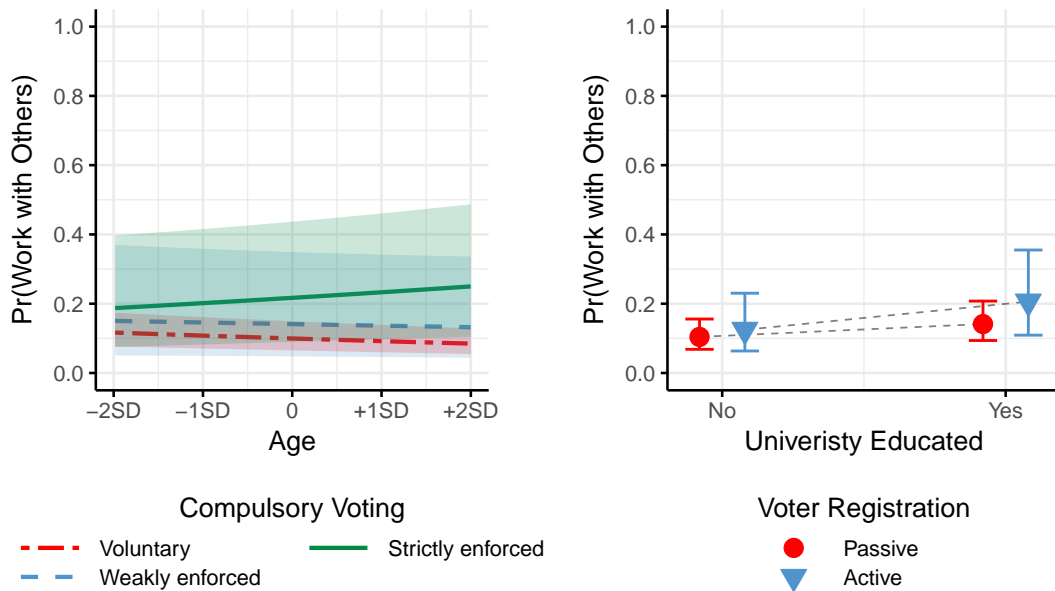 Pr(Work with Others)
1.0
0.8
0.6
0.4
0.2
0.0
−2SD −1SD 0 +1SD +2SD
Age
Pr(Work with Others)
1.0
0.8
0.6
0.4
0.2
0.0
No Yes
Univeristy Educated
Compulsory Voting
Voluntary Strictly enforced
Weakly enforced
Voter Registration
Passive
Active